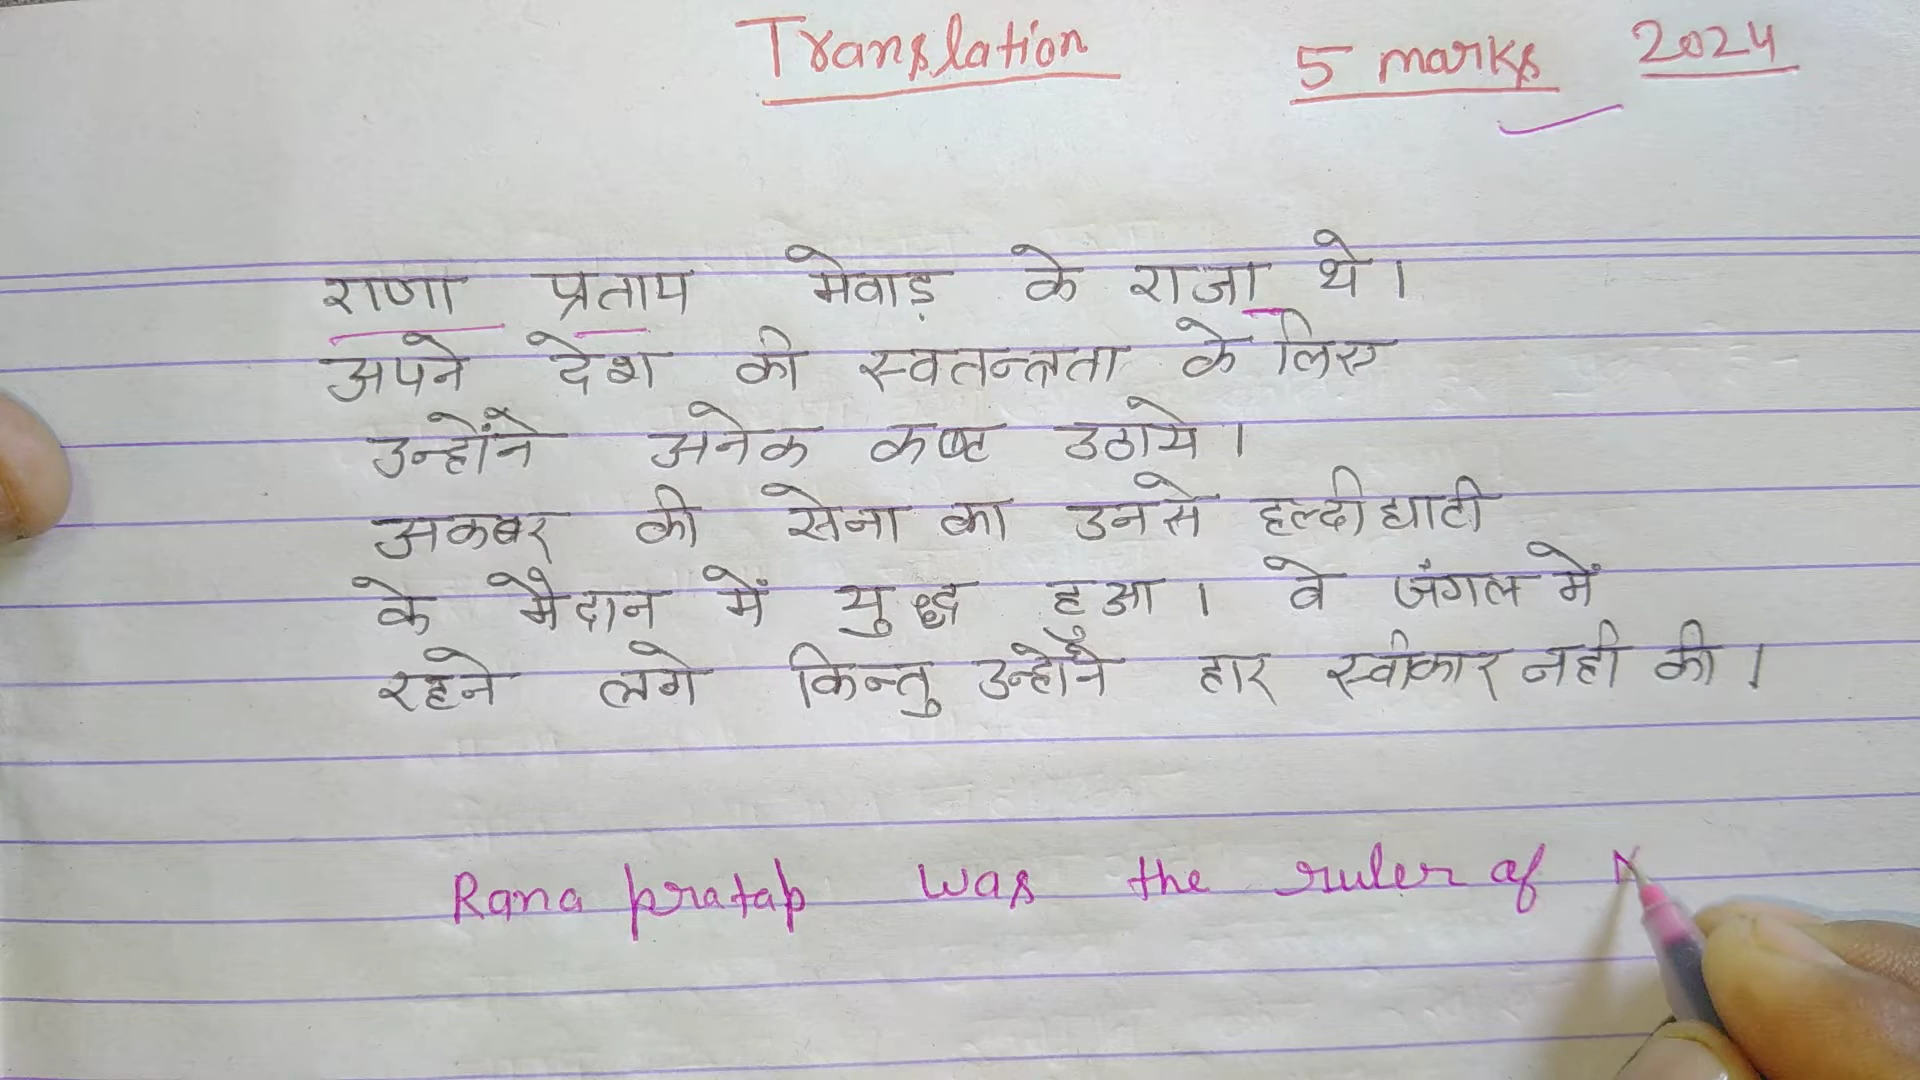 Translation 5 marks 2024
राणा प्रताप मेवाड़ के राजा थे।
अपने देश की स्वतन्त्रता के लिए
उन्होंने अनेक कष्ट उठाये।
अकबर की सेना का उनसे हल्दीघाटी
के मैदान में युद्ध हुआ। वे जंगल में
रहने लगे किन्तु उन्होंने हार स्वीकार नही की।
Rana pratap was the ruler of